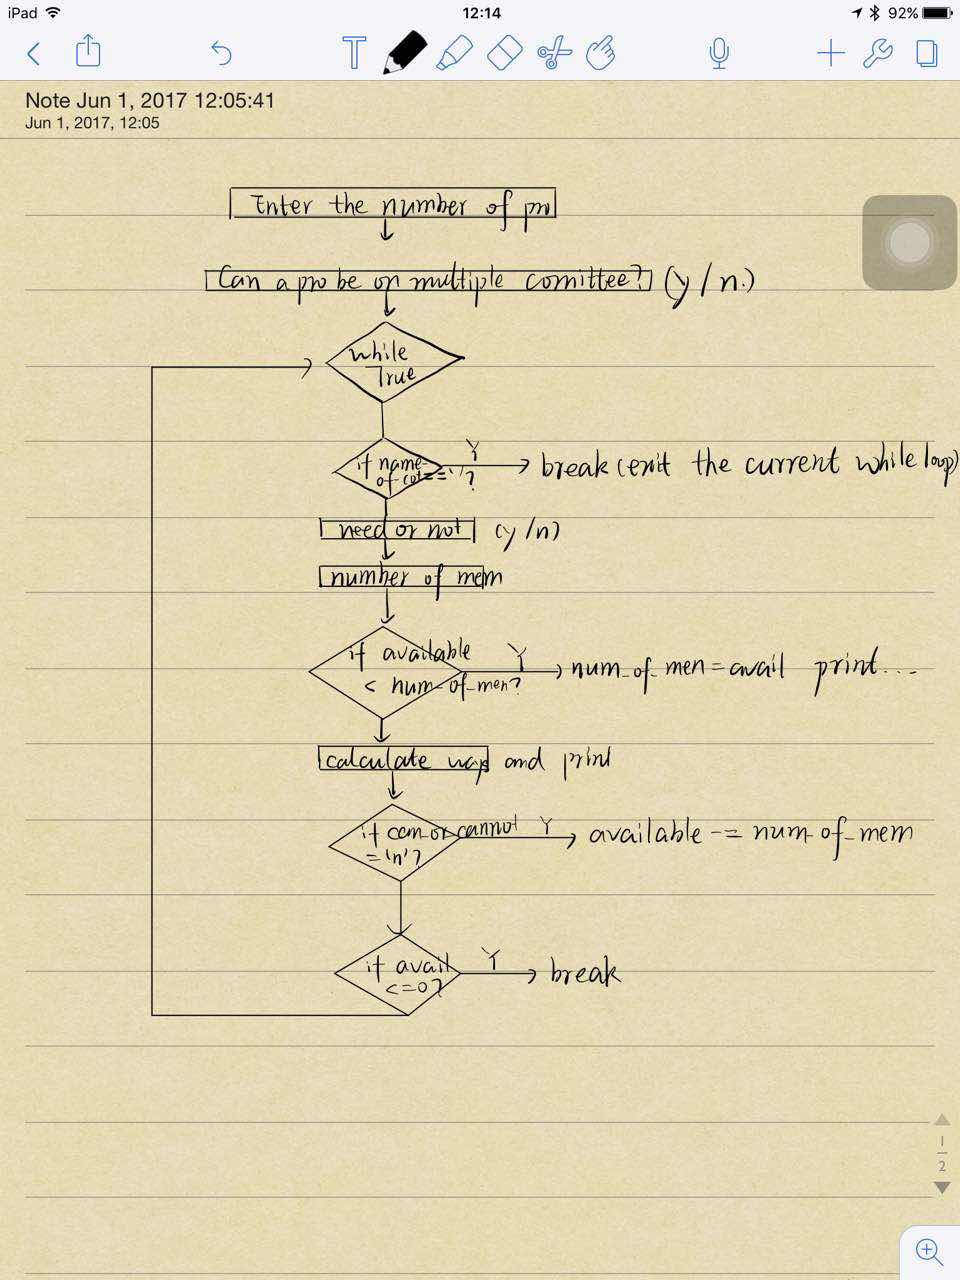 iPad 12:14 92%
T
Note Jun 1, 2017 12:05:41
Jun 1, 2017, 12:05
Enter the number of pro
Can a pro be on multiple comittee? (y/n.)
while
True
if name-
of-co
==''?
Y
break (exit the current while loop)
need or not (y/n)
number of mem
if available
< num-of-men?
Y
num_of_men = avail print...
calculate ways and print
if can-or-cannot
='n'?
Y
available -= num-of-mem
if avail
<=0?
Y
break
1
2